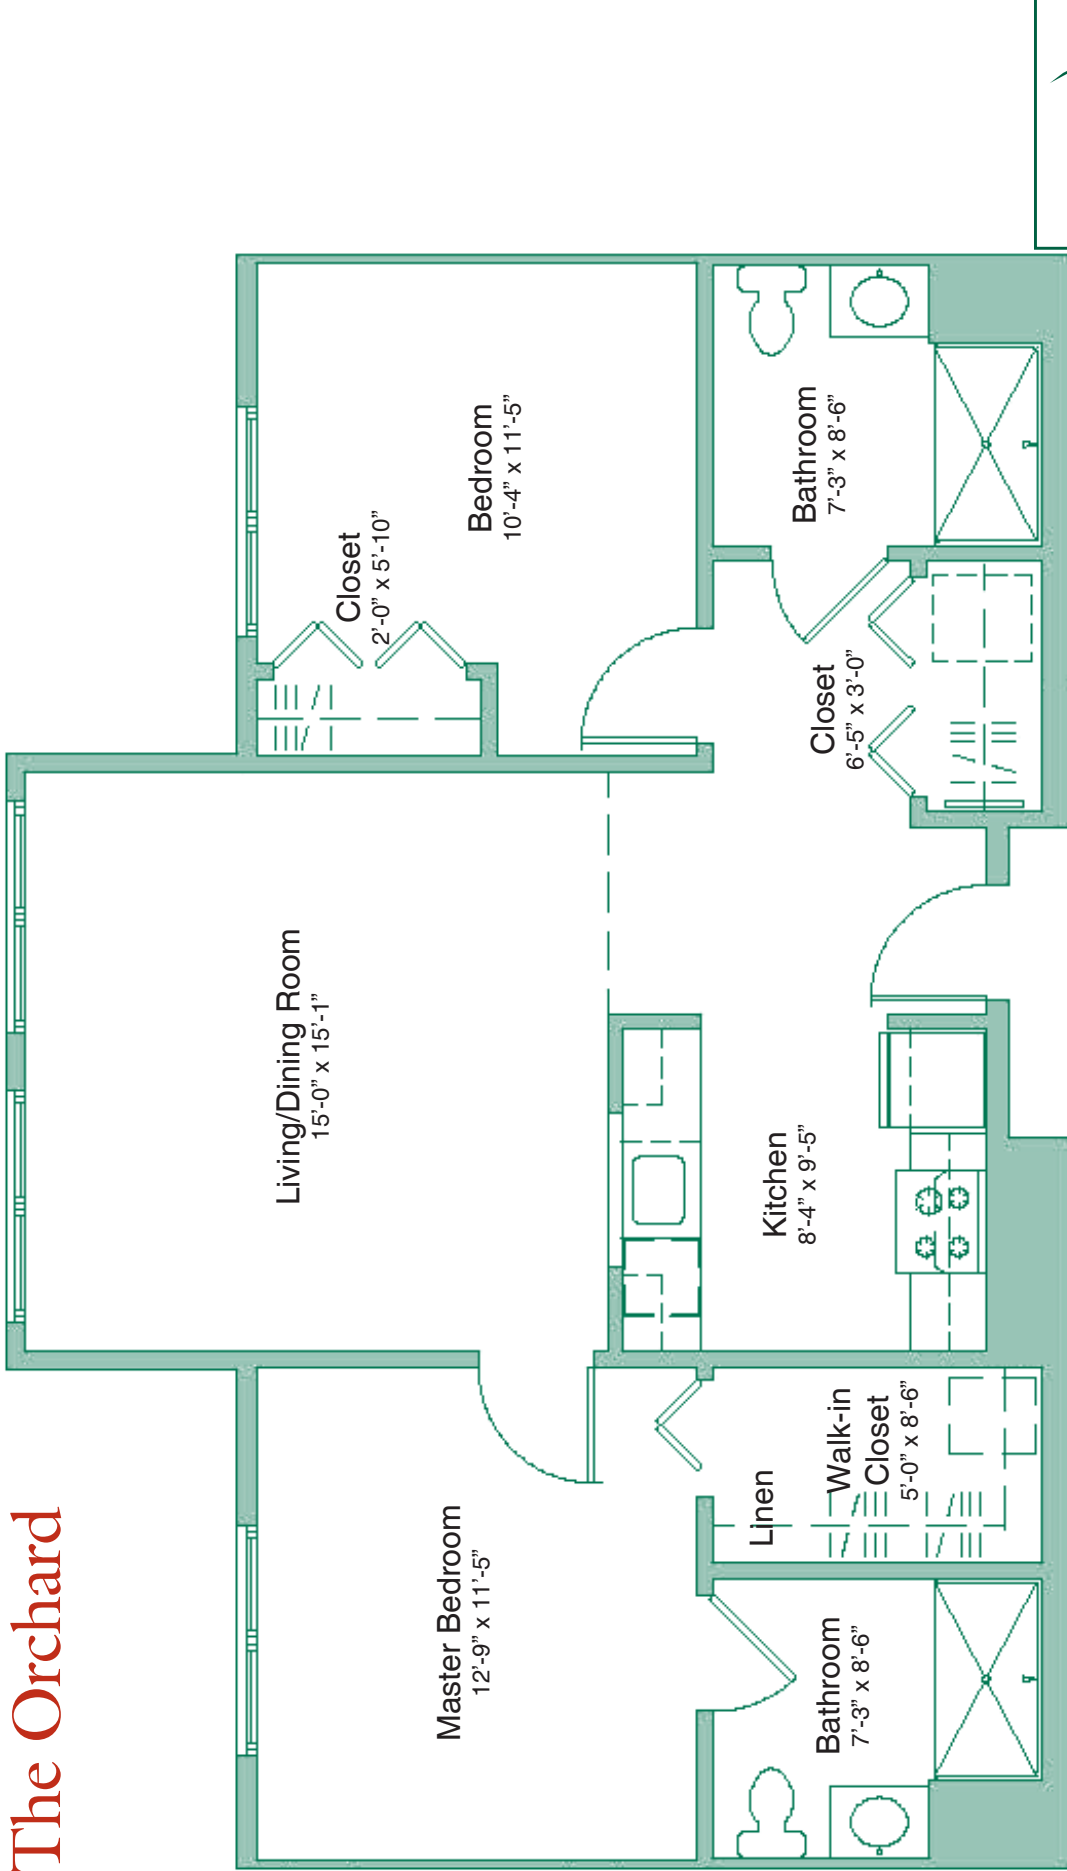 The Orchard
Living/Dining Room
15’-0” x 15’-1”
Master Bedroom
12’-9” x 11’-5”
Closet
2’-0” x 5’-10”
Bedroom
10’-4” x 11’-5”
Bathroom
7’-3” x 8’-6”
Linen
Walk-in
Closet
5’-0” x 8’-6”
Kitchen
8’-4” x 9’-5”
Closet
6’-5” x 3’-0”
Bathroom
7’-3” x 8’-6”